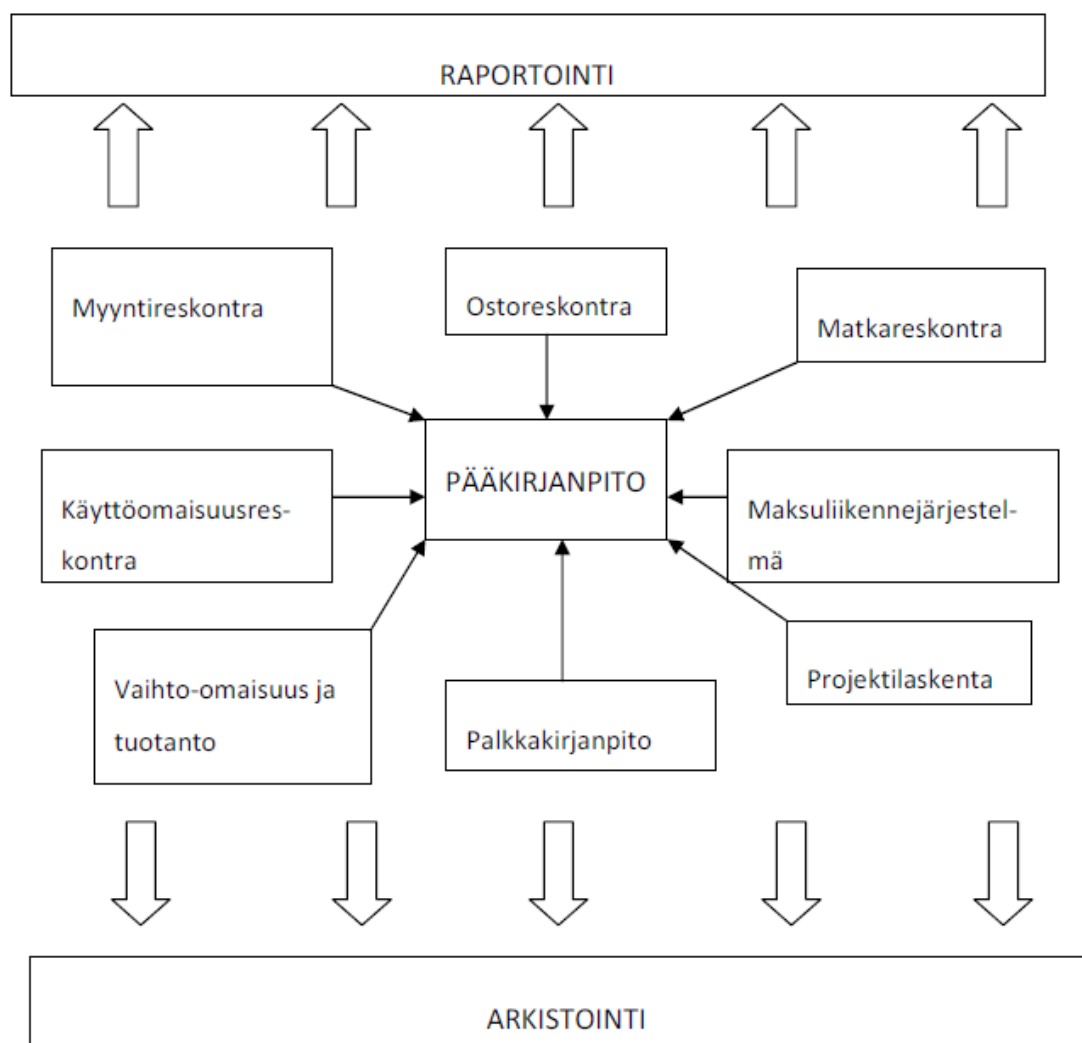 RAPORTOINTI
Myyntireskontra
Ostoreskontra
Matkareskontra
PÄÄKIRJANPITO
Käyttöomaisuusres-
kontra
Maksuliikennejärjestel-
mä
Vaihto-omaisuus ja
tuotanto
Palkkakirjanpito
Projektilaskenta
ARKISTOINTI